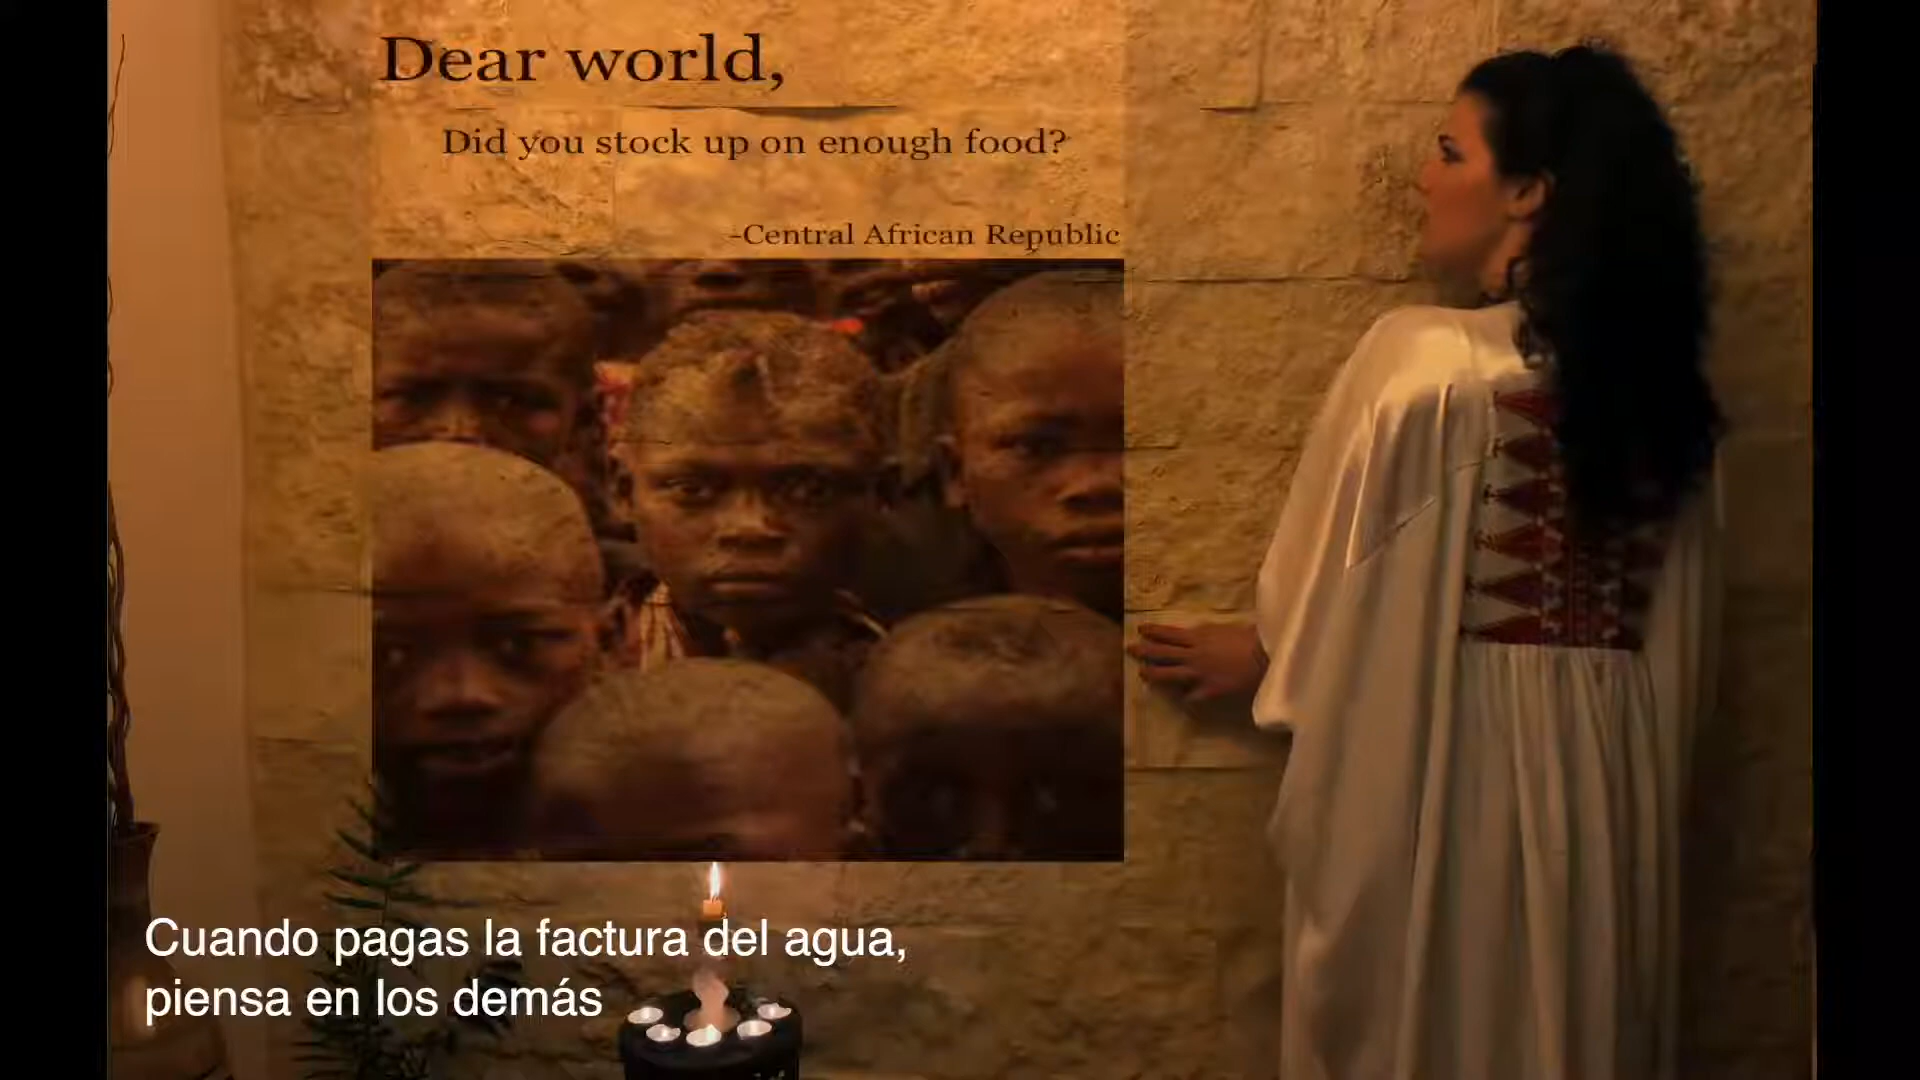 Dear world,
Did you stock up on enough food?
-Central African Republic
Cuando pagas la factura del agua,
piensa en los demás